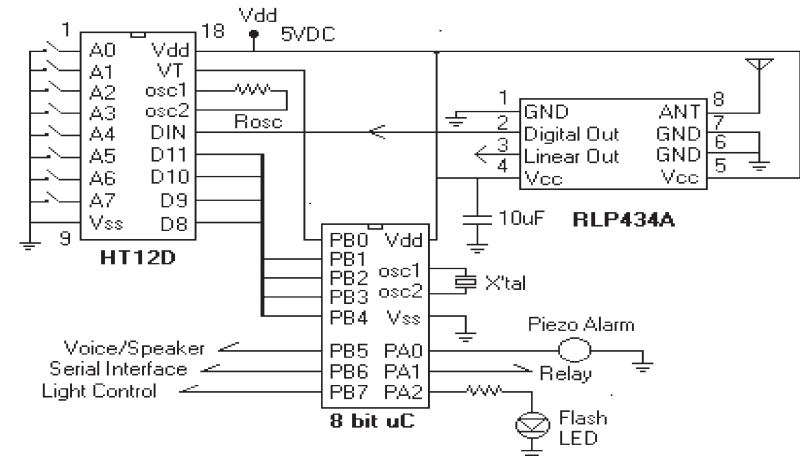 Vdd
5VDC
1
18
A0 Vdd
A1 VT
A2 osc1
A3 osc2
Rosc
A4 DIN
A5 D11
A6 D10
A7 D9
Vss D8
9
HT12D
1
8
GND ANT
2
7
Digital Out GND
3
6
Linear Out GND
4
5
Vcc Vcc
10uF
RLP434A
PB0 Vdd
PB1
PB2 osc1
PB3 osc2
PB4 Vss
X'tal
Voice/Speaker
PB5 PA0
Piezo Alarm
Serial Interface
PB6 PA1
Relay
Light Control
PB7 PA2
8 bit uC
Flash
LED